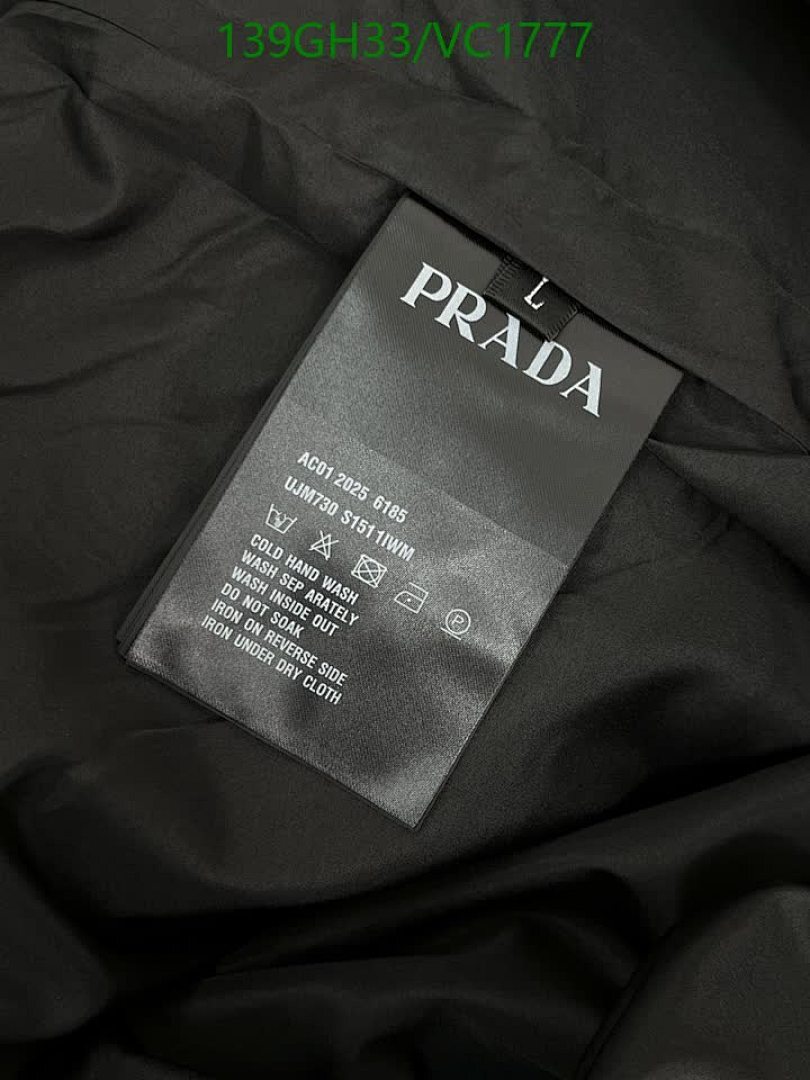 139GH33/VC1777
L
PRADA
AC01 2025 6185
UJM730 S1511IWM
COLD HAND WASH
WASH SEP ARATELY
WASH INSIDE OUT
DO NOT SOAK
IRON ON REVERSE SIDE
IRON UNDER DRY CLOTH
P